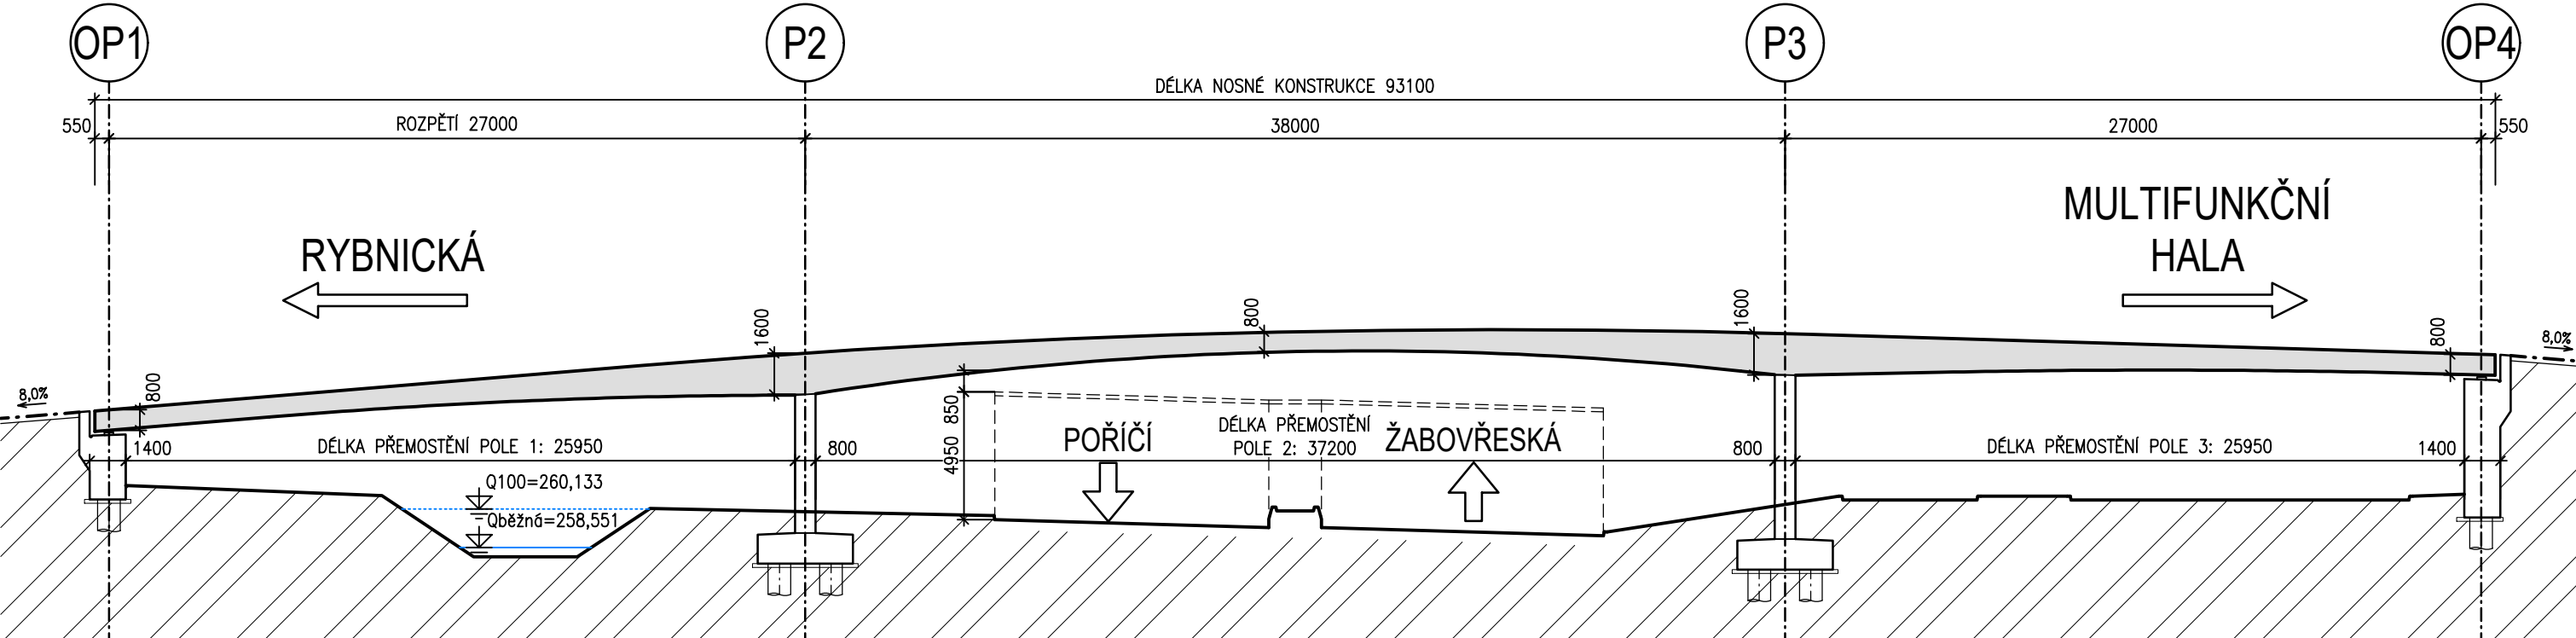 OP1 P2 P3 OP4
DÉLKA NOSNÉ KONSTRUKCE 93100
550 ROZPĚTÍ 27000 38000 27000 550
MULTIFUNKČNÍ
HALA
RYBNICKÁ
1600 800 1600 800
8,0%
8,0% 800
850
4950
1400 DÉLKA PŘEMOSTĚNÍ POLE 1: 25950 800
POŘÍČÍ
DÉLKA PŘEMOSTĚNÍ
POLE 2: 37200
ŽABOVŘESKÁ
800 DÉLKA PŘEMOSTĚNÍ POLE 3: 25950 1400
Q100=260,133
Qběžná=258,551